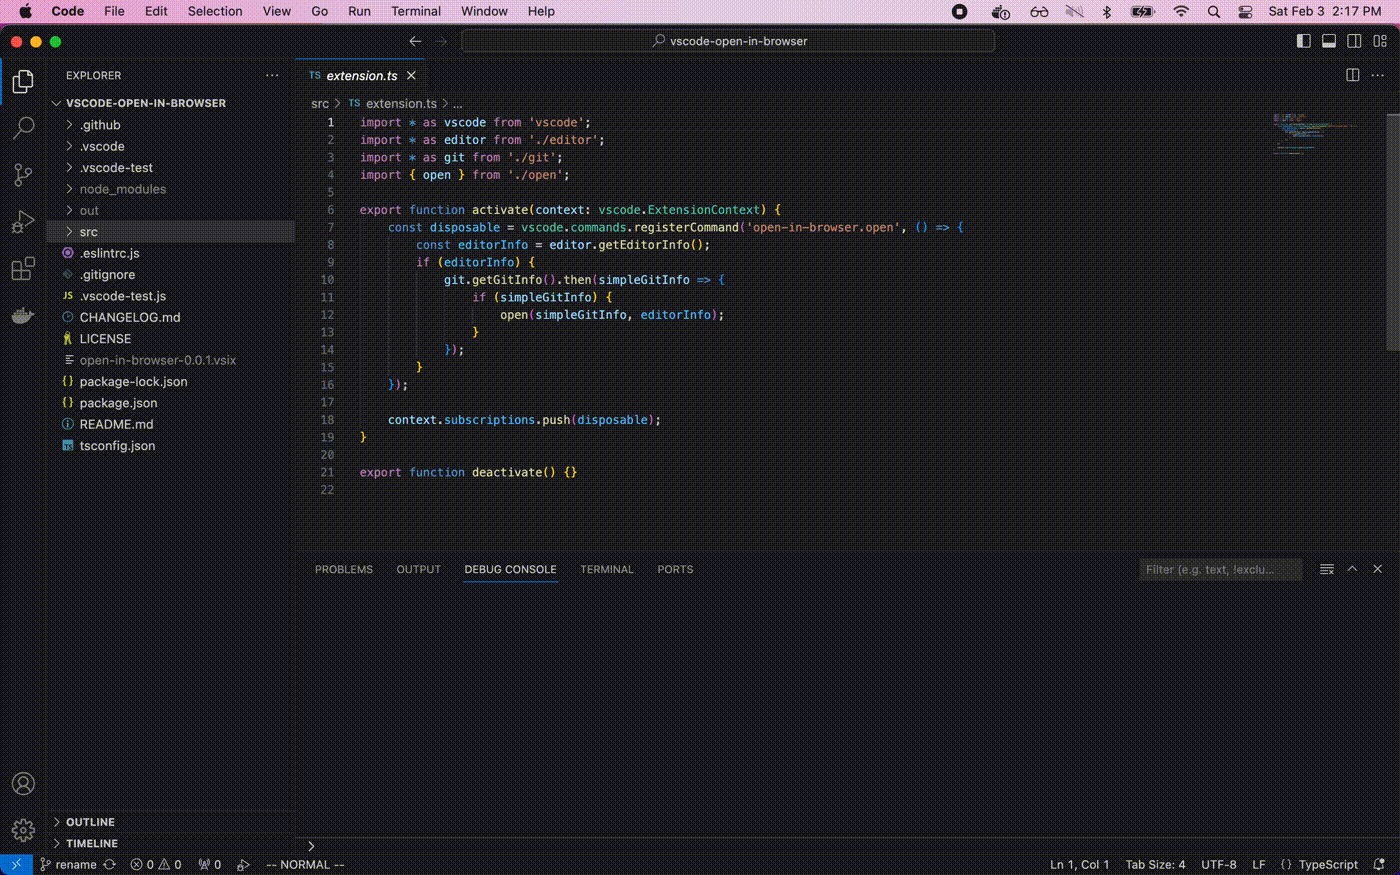 Code File Edit Selection View Go Run Terminal Window Help Sat Feb 3 2:17 PM
vscode-open-in-browser
EXPLORER
VSCODE-OPEN-IN-BROWSER
.github
.vscode
.vscode-test
node_modules
out
src
.eslintrc.js
.gitignore
JS .vscode-test.js
CHANGELOG.md
LICENSE
open-in-browser-0.0.1.vsix
{} package-lock.json
{} package.json
README.md
TS tsconfig.json
OUTLINE
TIMELINE
TS extension.ts
src > TS extension.ts > ...
1 import * as vscode from 'vscode';
2 import * as editor from './editor';
3 import * as git from './git';
4 import { open } from './open';
5
6 export function activate(context: vscode.ExtensionContext) {
7     const disposable = vscode.commands.registerCommand('open-in-browser.open', () => {
8         const editorInfo = editor.getEditorInfo();
9         if (editorInfo) {
10             git.getGitInfo().then(simpleGitInfo => {
11                 if (simpleGitInfo) {
12                     open(simpleGitInfo, editorInfo);
13                 }
14             });
15         }
16     });
17
18     context.subscriptions.push(disposable);
19 }
20
21 export function deactivate() {}
22
PROBLEMS OUTPUT DEBUG CONSOLE TERMINAL PORTS Filter (e.g. text, !exclu...
>
rename 0 0 0 -- NORMAL -- Ln 1, Col 1 Tab Size: 4 UTF-8 LF {} TypeScript